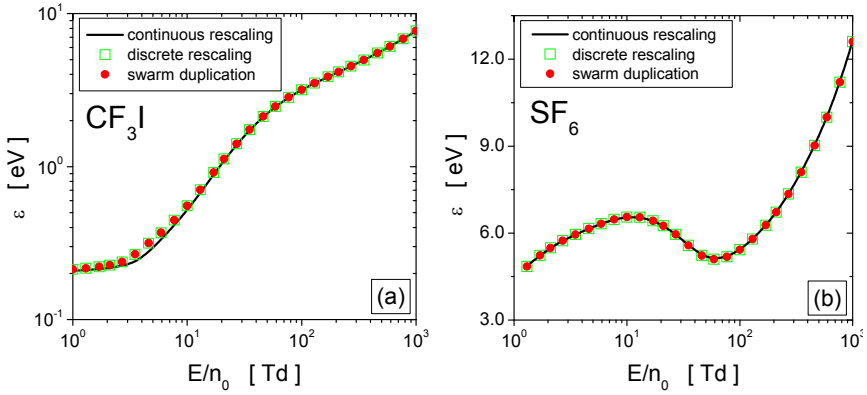 continuous rescaling
discrete rescaling
swarm duplication
CF₃I
ε [ eV ]
10¹
10⁰
10⁻¹
(a)
10⁰ 10¹ 10² 10³
E/n₀ [ Td ]
continuous rescaling
discrete rescaling
swarm duplication
SF₆
ε [ eV ]
12.0
9.0
6.0
3.0
(b)
10⁰ 10¹ 10² 10³
E/n₀ [ Td ]